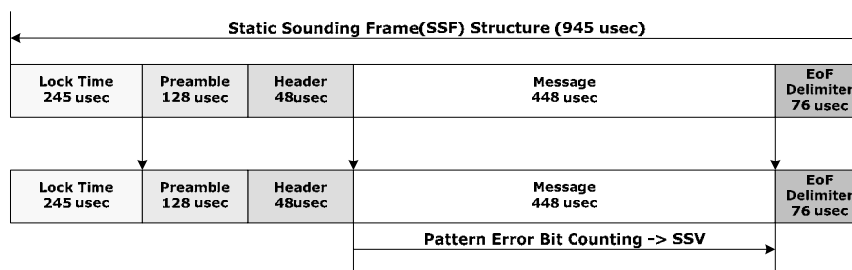 Static Sounding Frame(SSF) Structure (945 usec)
Lock Time
245 usec
Preamble
128 usec
Header
48usec
Message
448 usec
EoF
Delimiter
76 usec
Lock Time
245 usec
Preamble
128 usec
Header
48usec
Message
448 usec
EoF
Delimiter
76 usec
Pattern Error Bit Counting -> SSV